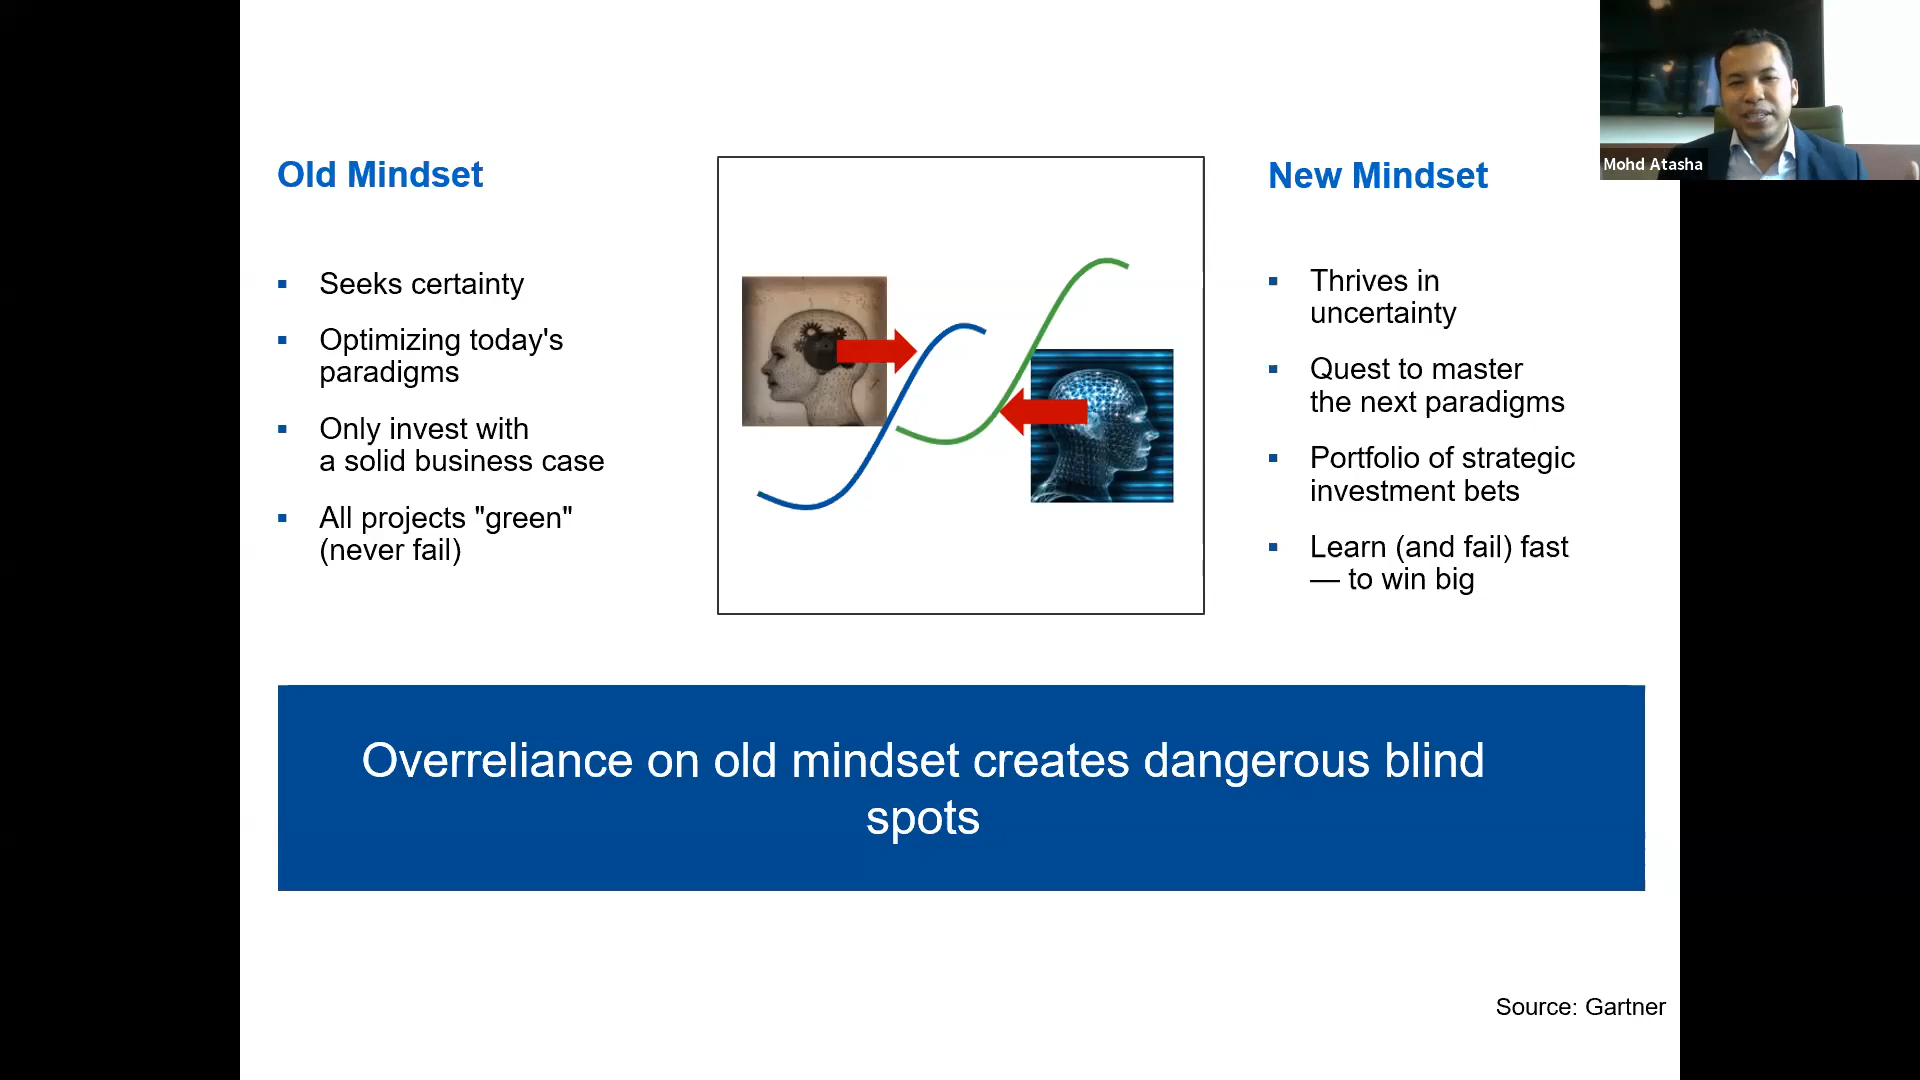 Mohd Atasha
Old Mindset
▪ Seeks certainty
▪ Optimizing today's
paradigms
▪ Only invest with
a solid business case
▪ All projects "green"
(never fail)
New Mindset
▪ Thrives in
uncertainty
▪ Quest to master
the next paradigms
▪ Portfolio of strategic
investment bets
▪ Learn (and fail) fast
— to win big
Overreliance on old mindset creates dangerous blind
spots
Source: Gartner